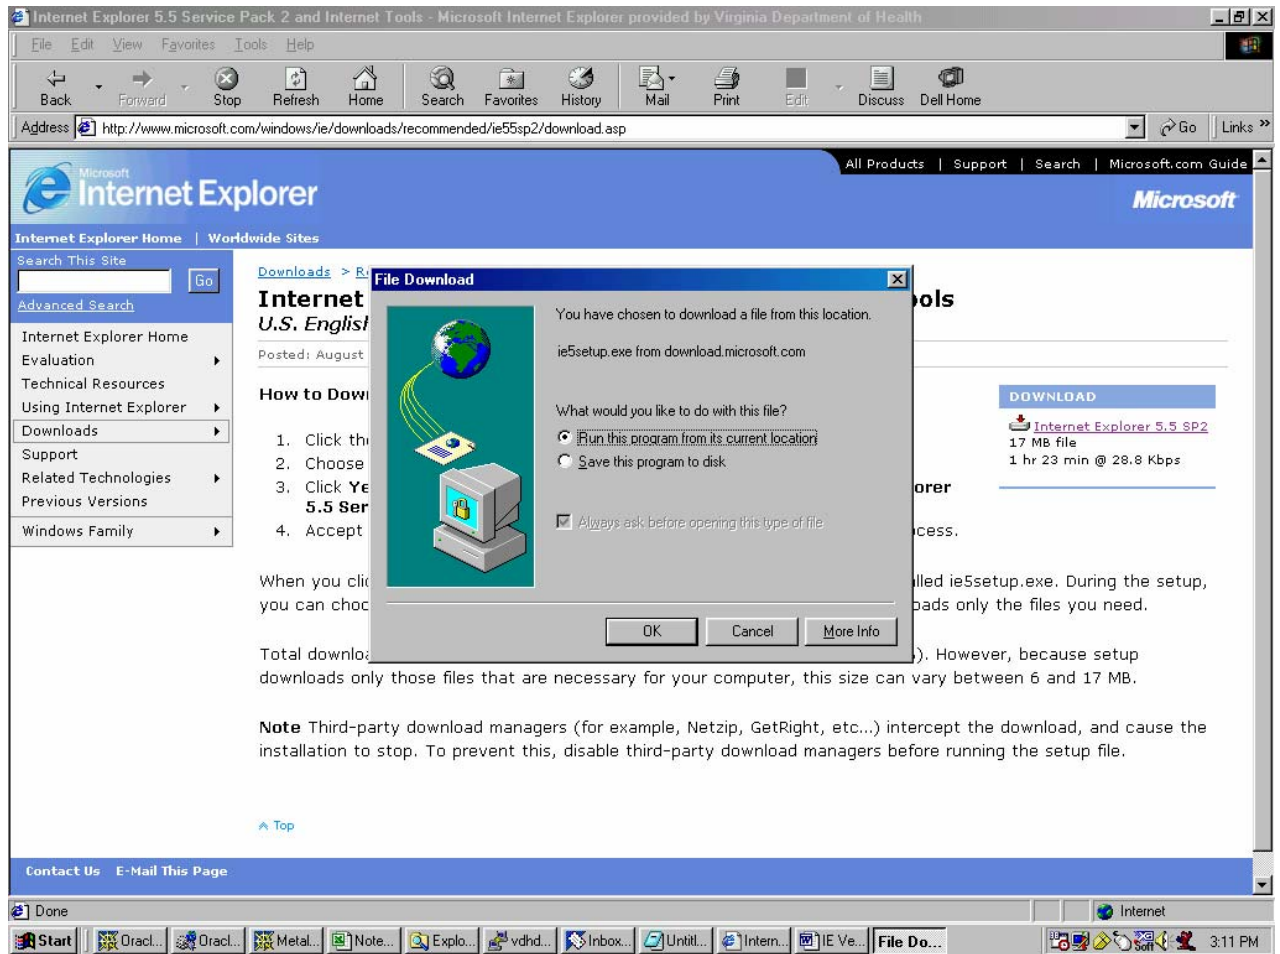 Internet Explorer 5.5 Service Pack 2 and Internet Tools - Microsoft Internet Explorer provided by Virginia Department of Health
File Edit View Favorites Tools Help
Back Forward Stop Refresh Home Search Favorites History Mail Print Edit Discuss Dell Home
Address http://www.microsoft.com/windows/ie/downloads/recommended/ie55sp2/download.asp Go Links »
All Products | Support | Search | Microsoft.com Guide
Microsoft
Internet Explorer
Microsoft
Internet Explorer Home | Worldwide Sites
Search This Site
Go
Advanced Search
Internet Explorer Home
Evaluation
Technical Resources
Using Internet Explorer
Downloads
Support
Related Technologies
Previous Versions
Windows Family
Downloads > R
Internet ools
U.S. English
Posted: August
How to Down
1. Click the
2. Choose
3. Click Ye orer
5.5 Ser
4. Accept cess.
When you clic lled ie5setup.exe. During the setup,
you can choo oads only the files you need.
Total downloa ). However, because setup
downloads only those files that are necessary for your computer, this size can vary between 6 and 17 MB.
Note Third-party download managers (for example, Netzip, GetRight, etc...) intercept the download, and cause the
installation to stop. To prevent this, disable third-party download managers before running the setup file.
Top
DOWNLOAD
Internet Explorer 5.5 SP2
17 MB file
1 hr 23 min @ 28.8 Kbps
File Download
You have chosen to download a file from this location.
ie5setup.exe from download.microsoft.com
What would you like to do with this file?
Run this program from its current location
Save this program to disk
Always ask before opening this type of file
OK Cancel More Info
Contact Us E-Mail This Page
Done Internet
Start Oracl... Oracl... Metal... Note... Explo... vdhd... Inbox... Untitl... Intern... IE Ve... File Do... 3:11 PM